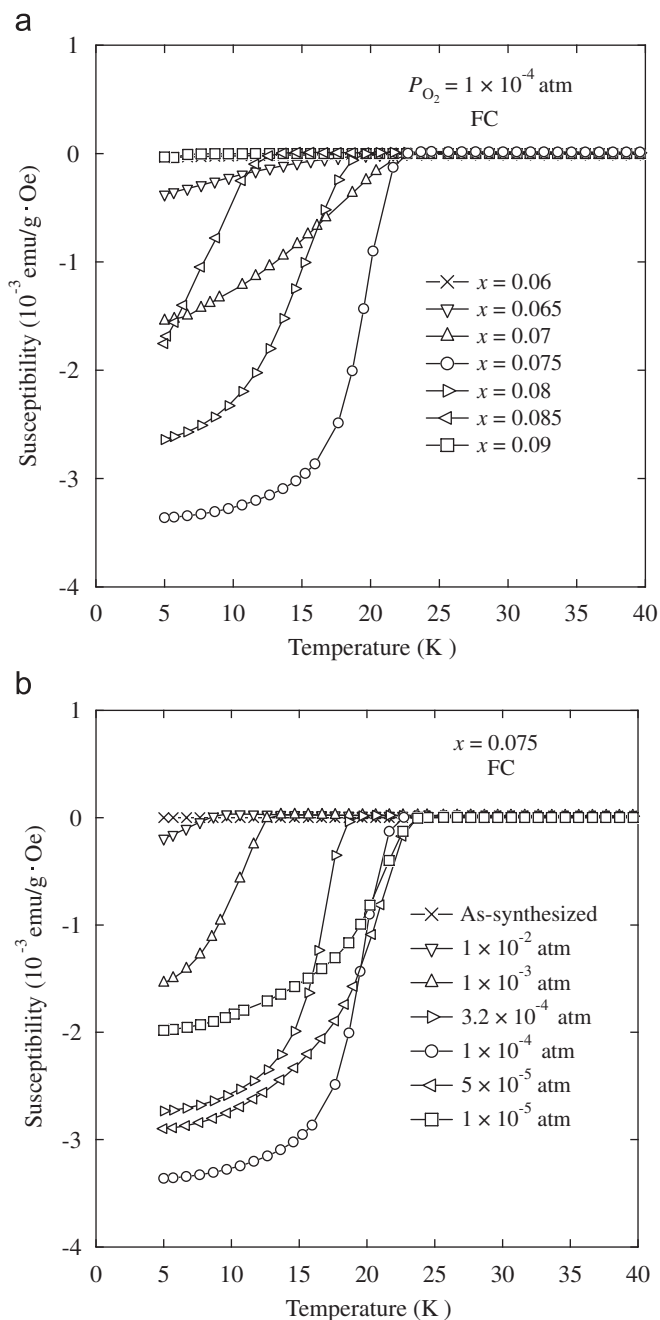 a
1
P_O₂ = 1 × 10⁻⁴ atm
FC
0
-1
-2
-3
-4
Susceptibility (10⁻³ emu/g·Oe)
x = 0.06
x = 0.065
x = 0.07
x = 0.075
x = 0.08
x = 0.085
x = 0.09
0 5 10 15 20 25 30 35 40
Temperature (K )
b
1
x = 0.075
FC
0
-1
-2
-3
-4
Susceptibility (10⁻³ emu/g·Oe)
As-synthesized
1 × 10⁻² atm
1 × 10⁻³ atm
3.2 × 10⁻⁴ atm
1 × 10⁻⁴ atm
5 × 10⁻⁵ atm
1 × 10⁻⁵ atm
0 5 10 15 20 25 30 35 40
Temperature (K )